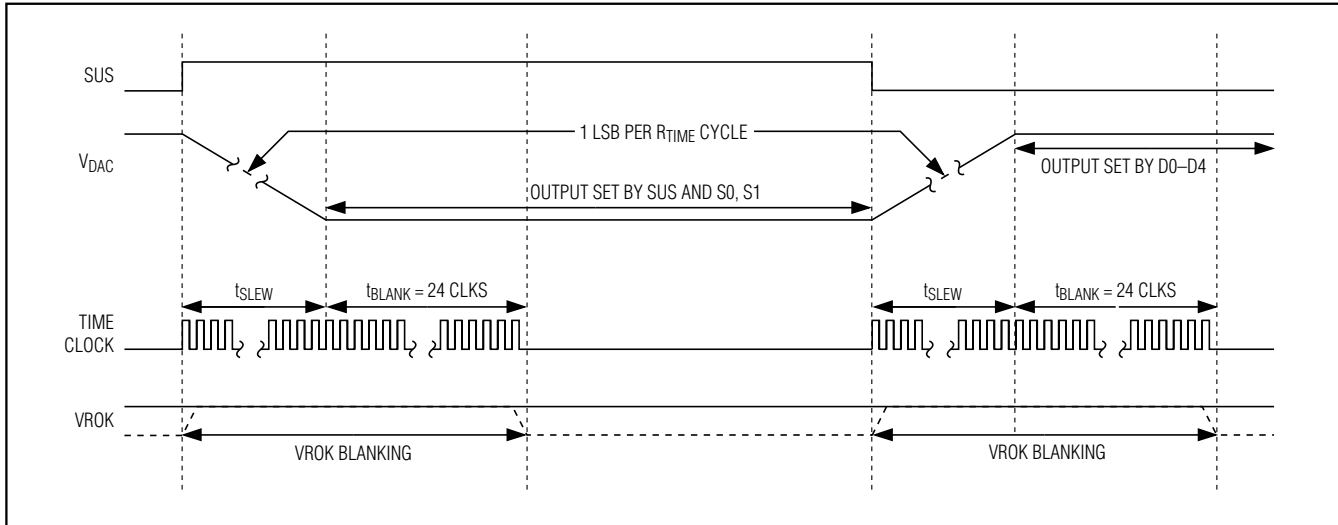 SUS
1 LSB PER RTIME CYCLE
VDAC
OUTPUT SET BY D0–D4
OUTPUT SET BY SUS AND S0, S1
tSLEW
tBLANK = 24 CLKS
tSLEW
tBLANK = 24 CLKS
TIME
CLOCK
VROK
VROK BLANKING
VROK BLANKING